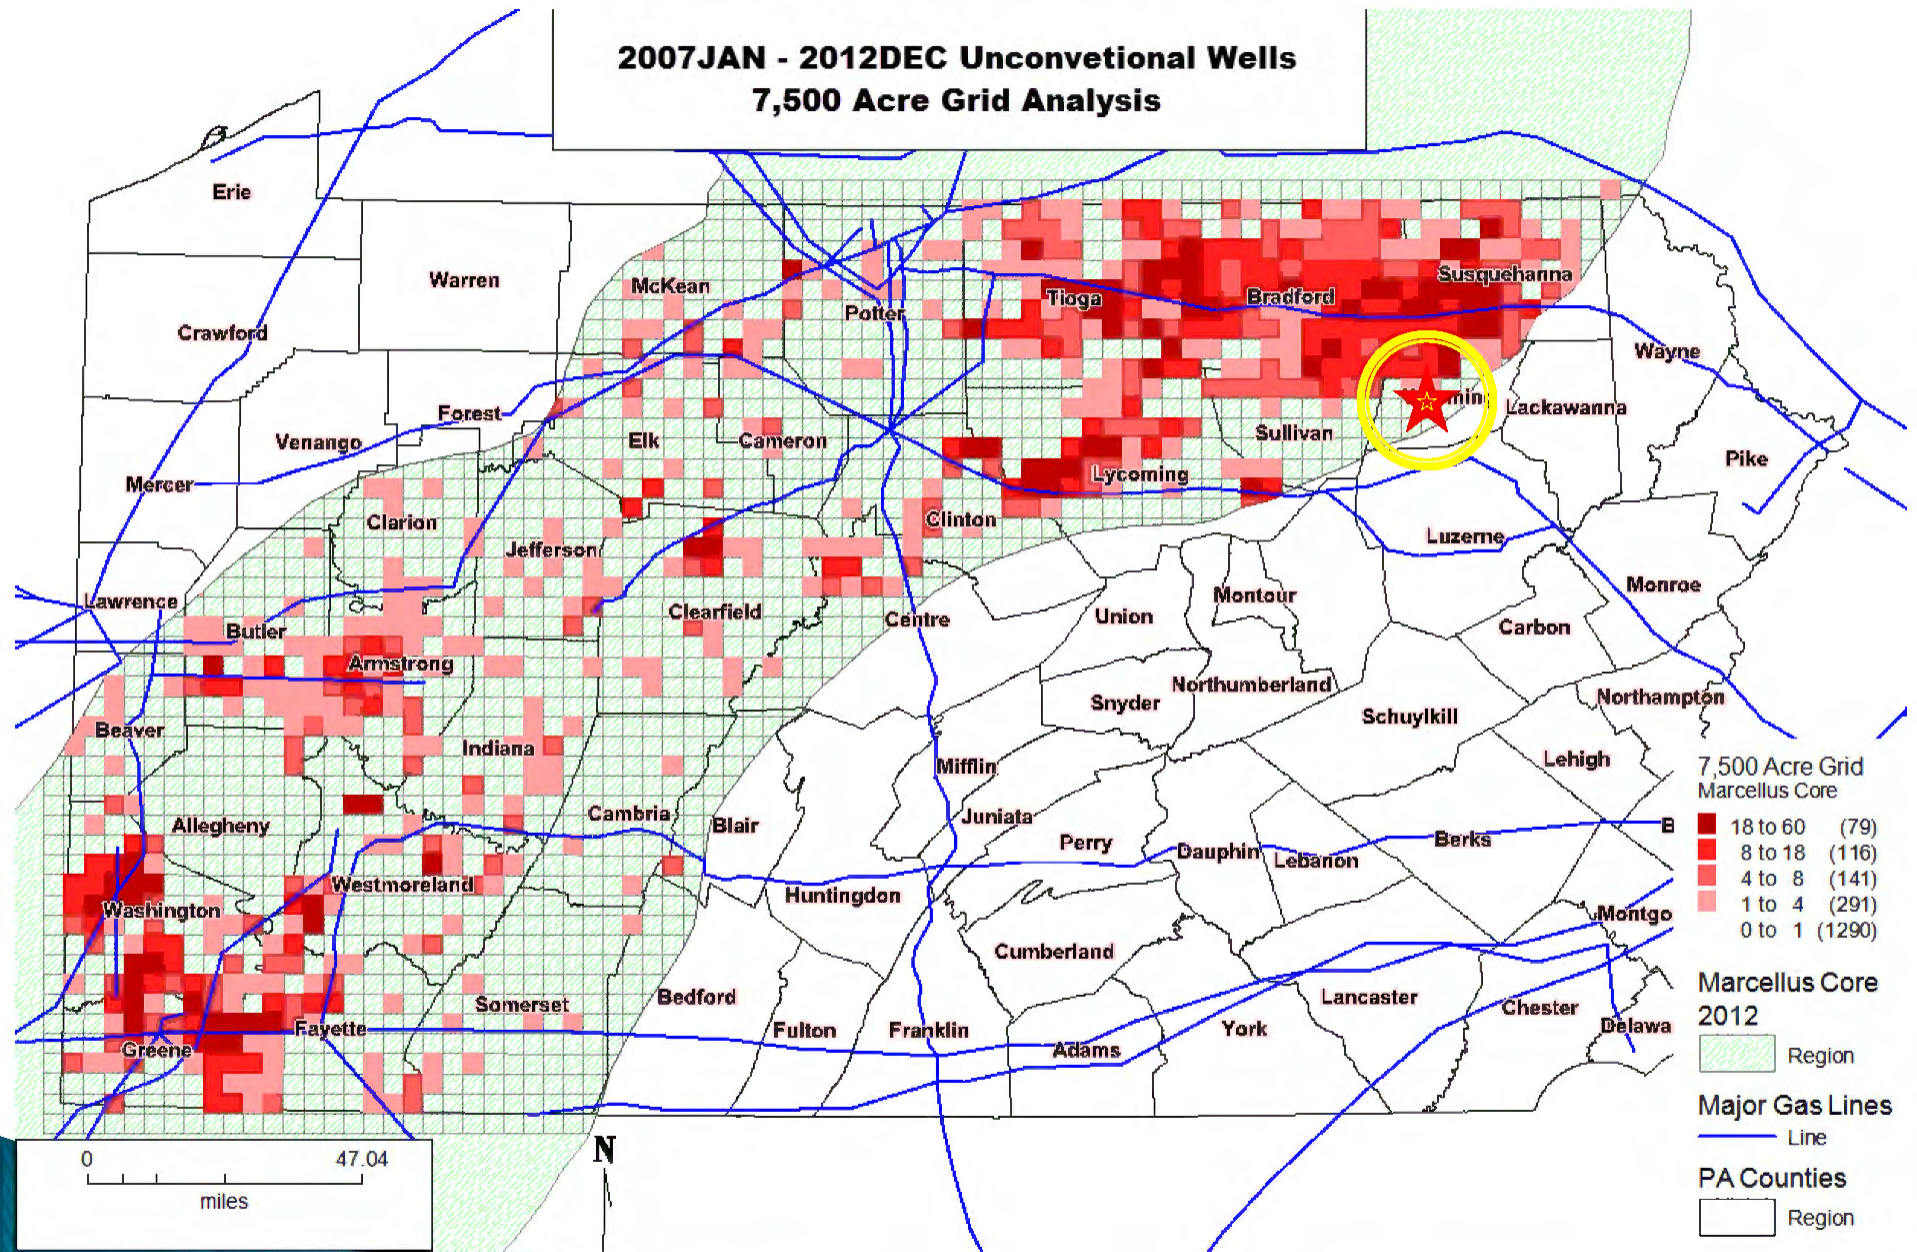 2007JAN - 2012DEC Unconvetional Wells
7,500 Acre Grid Analysis
Erie
Warren
McKean
Potter
Tioga
Bradford
Susquehanna
Crawford
Wayne
Forest
Venango
Elk
Cameron
Sullivan
Lackawanna
Mercer
Lycoming
Pike
Clarion
Clinton
Jefferson
Luzerne
Lawrence
Clearfield
Centre
Union
Montour
Monroe
Butler
Carbon
Armstrong
Snyder
Northumberland
Northampton
Beaver
Indiana
Schuylkill
Mifflin
Lehigh
Allegheny
Cambria
Blair
Juniata
Perry
Dauphin
Lebanon
Berks
B
Westmoreland
Huntingdon
Washington
Montgo
Cumberland
Somerset
Bedford
Lancaster
Chester
Fayette
Fulton
Franklin
York
Delawa
Greene
Adams
7,500 Acre Grid
Marcellus Core
18 to 60 (79)
8 to 18 (116)
4 to 8 (141)
1 to 4 (291)
0 to 1 (1290)
Marcellus Core
2012
Region
Major Gas Lines
Line
PA Counties
Region
N
0 47.04
miles